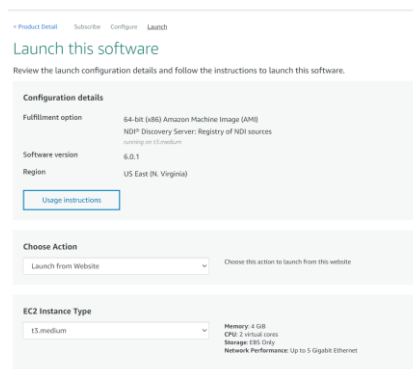 < Product Detail Subscribe Configure Launch
Launch this software
Review the launch configuration details and follow the instructions to launch this software.
Configuration details
Fulfillment option
64-bit (x86) Amazon Machine Image (AMI)
NDI® Discovery Server: Registry of NDI sources
running on t3.medium
Software version
6.0.1
Region
US East (N. Virginia)
Usage instructions
Choose Action
Launch from Website
Choose this action to launch from this website
EC2 Instance Type
t3.medium
Memory: 4 GiB
CPU: 2 virtual cores
Storage: EBS Only
Network Performance: Up to 5 Gigabit Ethernet